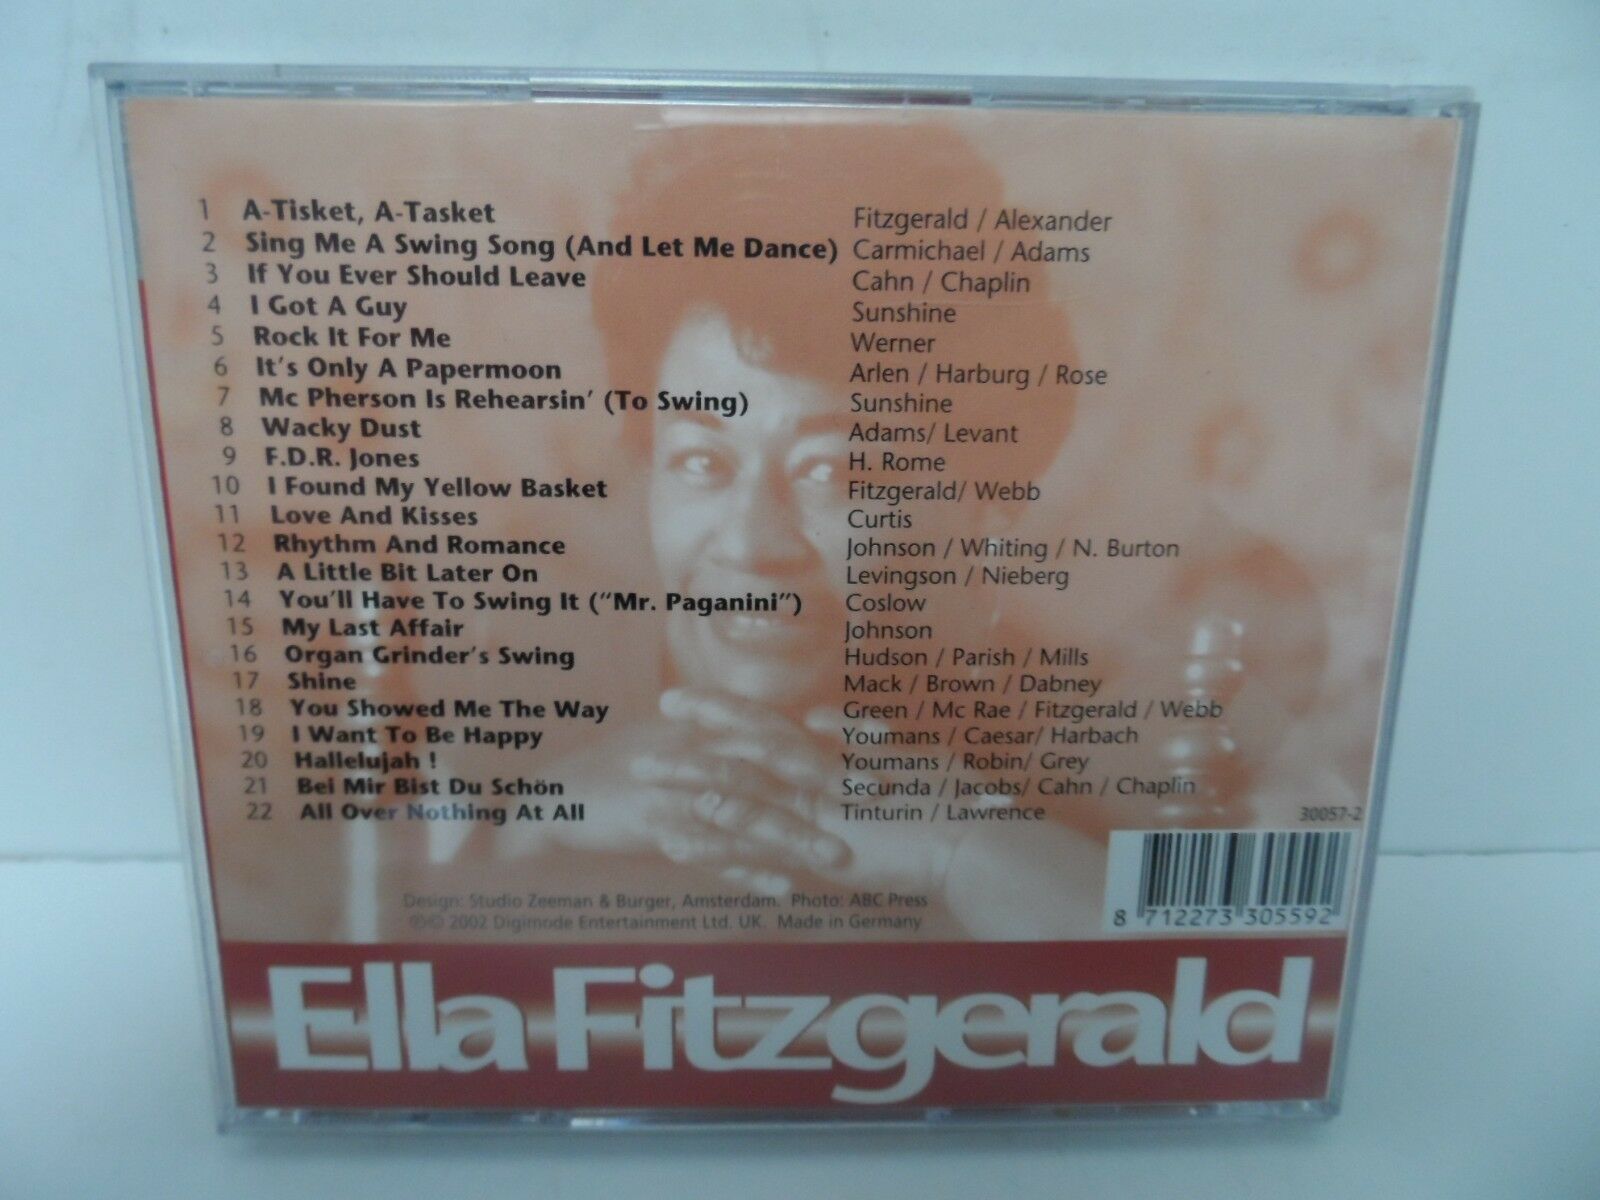 1 A-Tisket, A-Tasket Fitzgerald / Alexander
2 Sing Me A Swing Song (And Let Me Dance) Carmichael / Adams
3 If You Ever Should Leave Cahn / Chaplin
4 I Got A Guy Sunshine
5 Rock It For Me Werner
6 It's Only A Papermoon Arlen / Harburg / Rose
7 Mc Pherson Is Rehearsin' (To Swing) Sunshine
8 Wacky Dust Adams/ Levant
9 F.D.R. Jones H. Rome
10 I Found My Yellow Basket Fitzgerald/ Webb
11 Love And Kisses Curtis
12 Rhythm And Romance Johnson / Whiting / N. Burton
13 A Little Bit Later On Levingson / Nieberg
14 You'll Have To Swing It ("Mr. Paganini") Coslow
15 My Last Affair Johnson
16 Organ Grinder's Swing Hudson / Parish / Mills
17 Shine Mack / Brown / Dabney
18 You Showed Me The Way Green / Mc Rae / Fitzgerald / Webb
19 I Want To Be Happy Youmans / Caesar/ Harbach
20 Hallelujah ! Youmans / Robin/ Grey
21 Bei Mir Bist Du Schön Secunda / Jacobs/ Cahn / Chaplin
22 All Over Nothing At All Tinturin / Lawrence
30057-2
Design: Studio Zeeman & Burger, Amsterdam. Photo: ABC Press
℗© 2002 Digimode Entertainment Ltd. UK. Made in Germany
8 712273 305592
Ella Fitzgerald